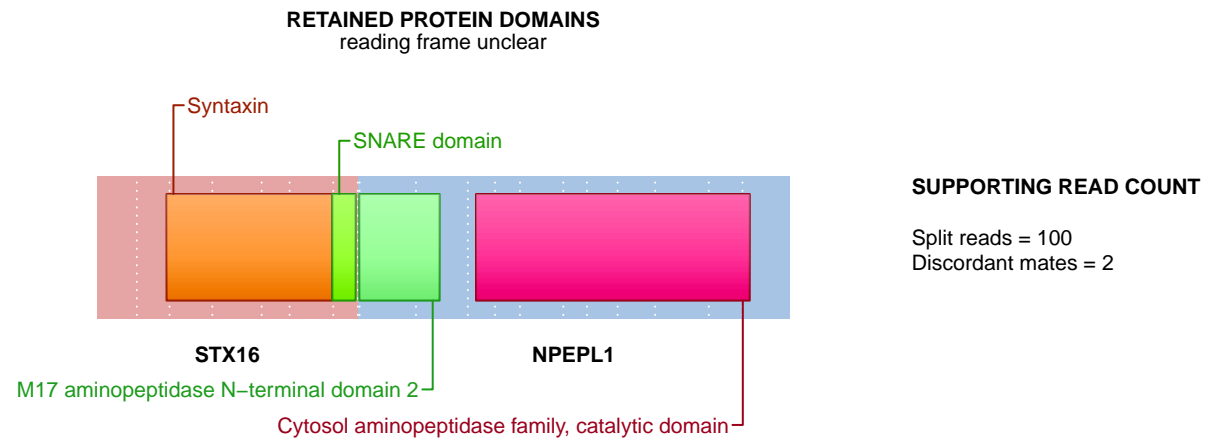 RETAINED PROTEIN DOMAINS
reading frame unclear
Syntaxin
SNARE domain
SUPPORTING READ COUNT
Split reads = 100
Discordant mates = 2
STX16
NPEPL1
M17 aminopeptidase N−terminal domain 2
Cytosol aminopeptidase family, catalytic domain